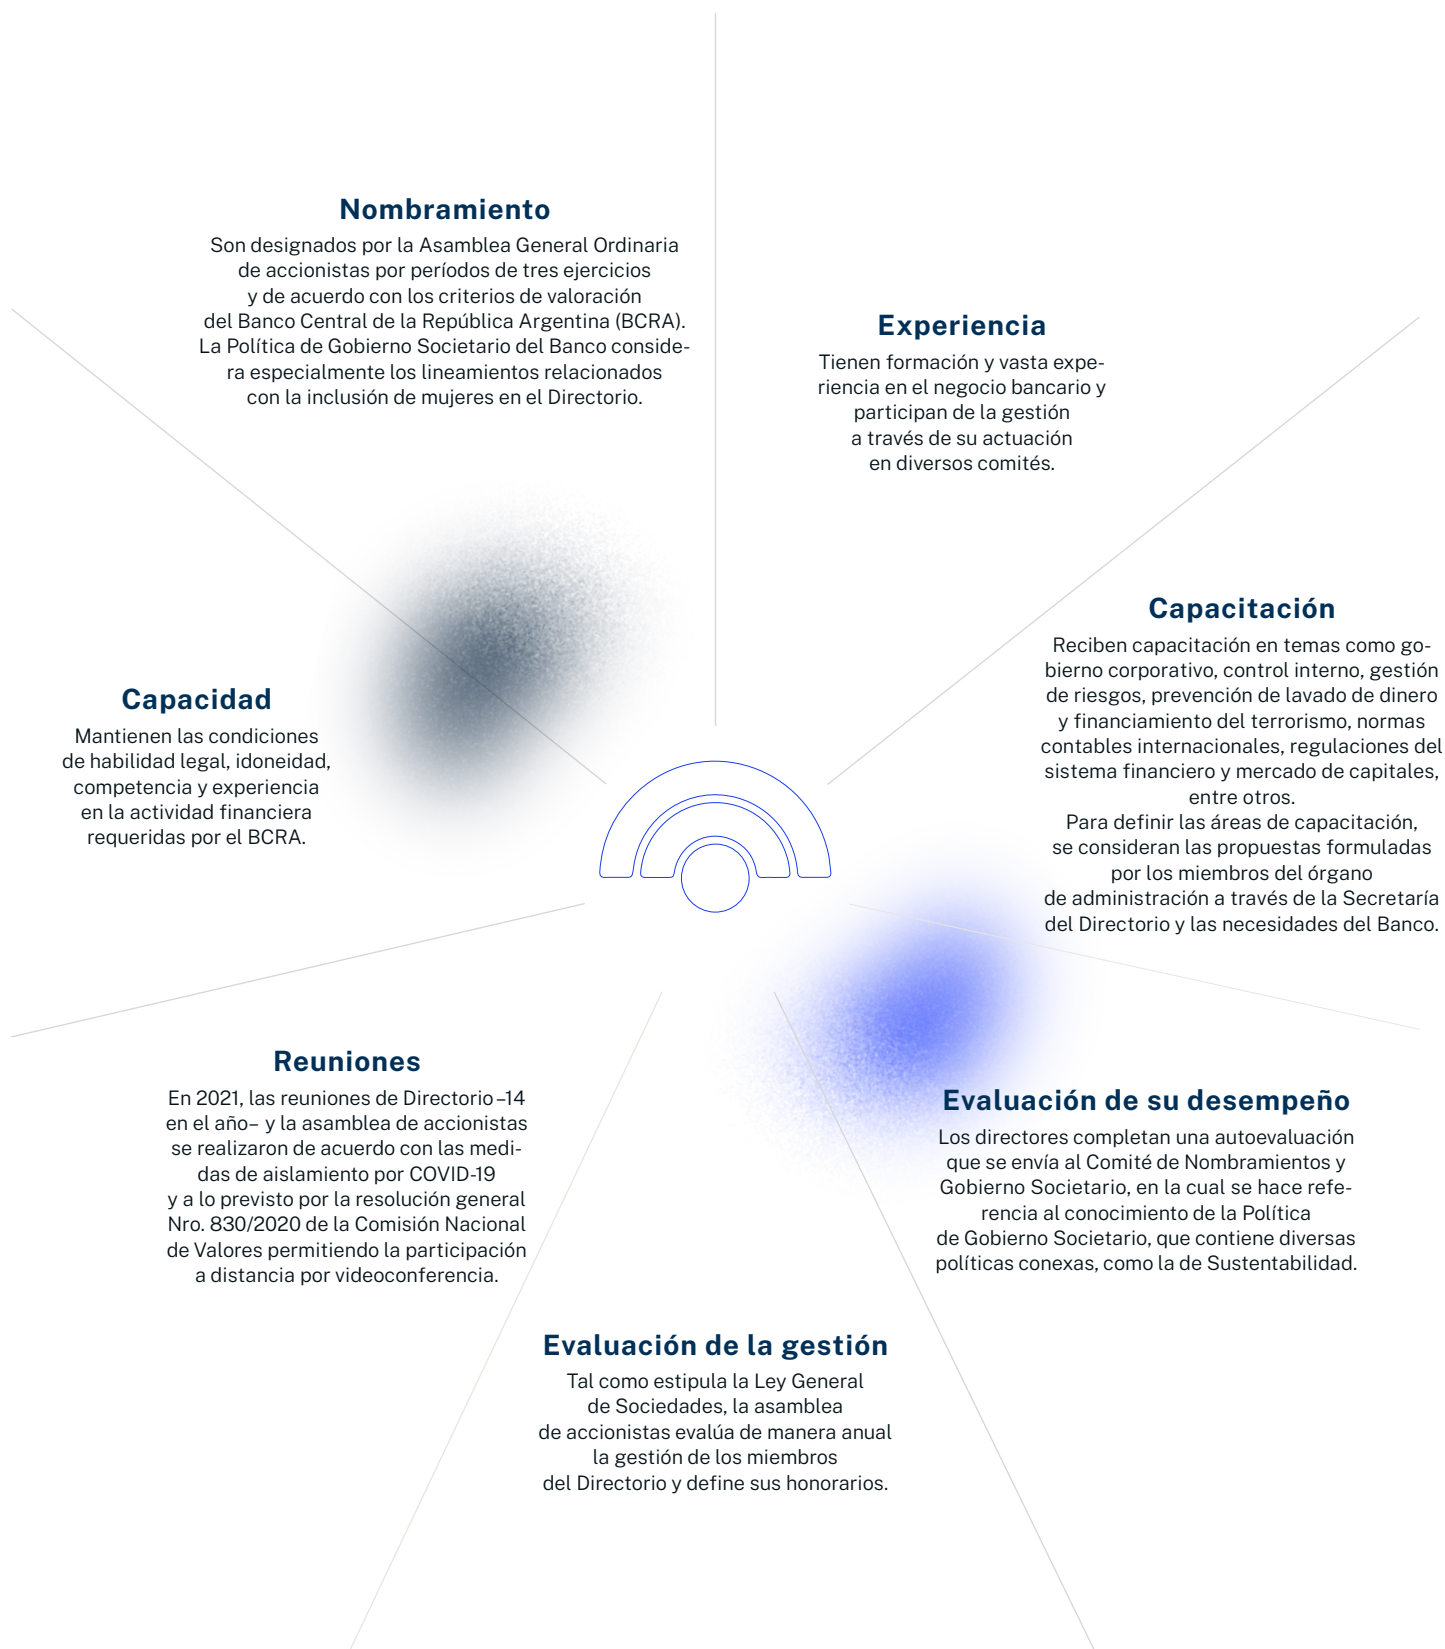 Nombramiento
Son designados por la Asamblea General Ordinaria
de accionistas por períodos de tres ejercicios
y de acuerdo con los criterios de valoración
del Banco Central de la República Argentina (BCRA).
La Política de Gobierno Societario del Banco conside-
ra especialmente los lineamientos relacionados
con la inclusión de mujeres en el Directorio.
Experiencia
Tienen formación y vasta expe-
riencia en el negocio bancario y
participan de la gestión
a través de su actuación
en diversos comités.
Capacitación
Reciben capacitación en temas como go-
bierno corporativo, control interno, gestión
de riesgos, prevención de lavado de dinero
y financiamiento del terrorismo, normas
contables internacionales, regulaciones del
sistema financiero y mercado de capitales,
entre otros.
Para definir las áreas de capacitación,
se consideran las propuestas formuladas
por los miembros del órgano
de administración a través de la Secretaría
del Directorio y las necesidades del Banco.
Capacidad
Mantienen las condiciones
de habilidad legal, idoneidad,
competencia y experiencia
en la actividad financiera
requeridas por el BCRA.
Reuniones
En 2021, las reuniones de Directorio –14
en el año– y la asamblea de accionistas
se realizaron de acuerdo con las medi-
das de aislamiento por COVID-19
y a lo previsto por la resolución general
Nro. 830/2020 de la Comisión Nacional
de Valores permitiendo la participación
a distancia por videoconferencia.
Evaluación de su desempeño
Los directores completan una autoevaluación
que se envía al Comité de Nombramientos y
Gobierno Societario, en la cual se hace refe-
rencia al conocimiento de la Política
de Gobierno Societario, que contiene diversas
políticas conexas, como la de Sustentabilidad.
Evaluación de la gestión
Tal como estipula la Ley General
de Sociedades, la asamblea
de accionistas evalúa de manera anual
la gestión de los miembros
del Directorio y define sus honorarios.